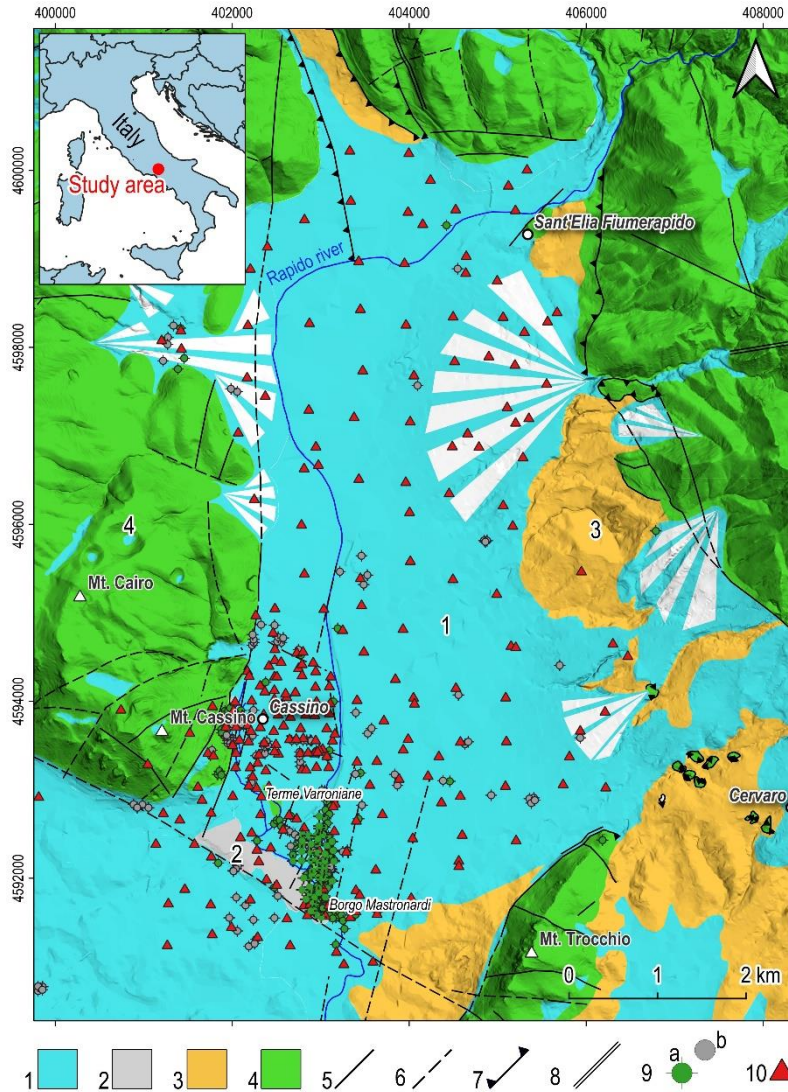 400000 402000 404000 406000 408000
Italy
Study area
4600000
Sant'Elia Fiumerapido
Rapido river
4598000
4596000
4
3
Mt. Cairo
1
4594000
Mt. Cassino
Cassino
Terme Varroniane
Cervaro
4592000
2
Borgo Mastronardi
Mt. Trocchio
0 1 2 km
1 2 3 4 5 6 7 8 9 a b 10